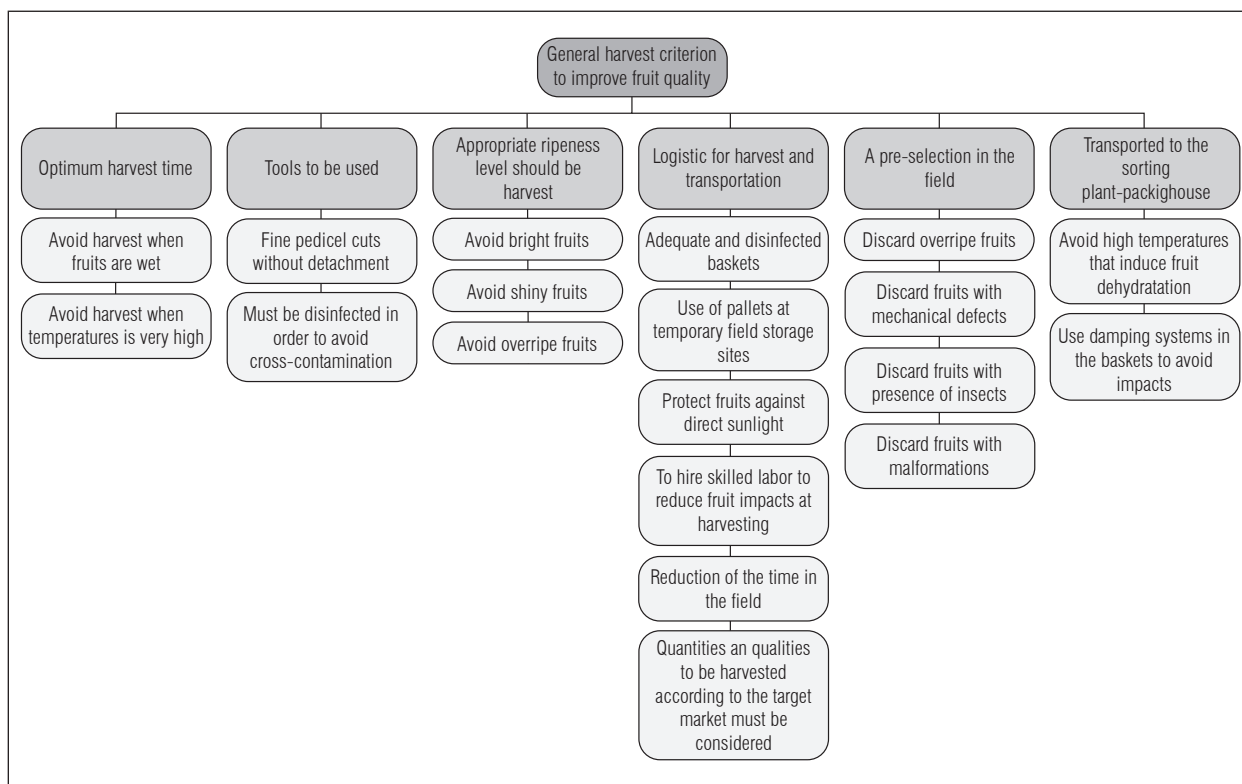 General harvest criterion
to improve fruit quality
Optimum harvest time
Avoid harvest when
fruits are wet
Avoid harvest when
temperatures is very high
Tools to be used
Fine pedicel cuts
without detachment
Must be disinfected in
order to avoid
cross-contamination
Appropriate ripeness
level should be
harvest
Avoid bright fruits
Avoid shiny fruits
Avoid overripe fruits
Logistic for harvest and
transportation
Adequate and disinfected
baskets
Use of pallets at
temporary field storage
sites
Protect fruits against
direct sunlight
To hire skilled labor to
reduce fruit impacts at
harvesting
Reduction of the time in
the field
Quantities an qualities
to be harvested
according to the target
market must be
considered
A pre-selection in the
field
Discard overripe fruits
Discard fruits with
mechanical defects
Discard fruits with
presence of insects
Discard fruits with
malformations
Transported to the
sorting
plant-packighouse
Avoid high temperatures
that induce fruit
dehydratation
Use damping systems in
the baskets to avoid
impacts